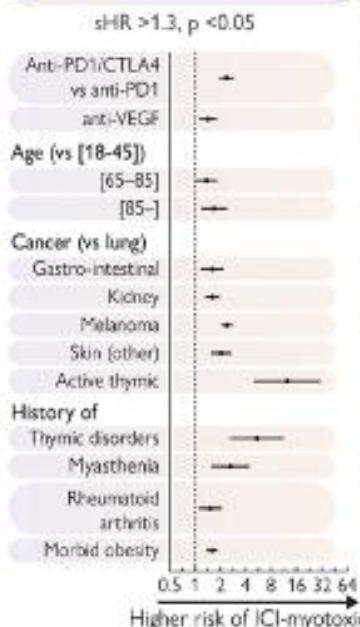 sHR >1.3, p <0.05
Anti-PD1/CTLA4
vs anti-PD1
anti-VEGF
Age (vs [18-45])
[65–85]
[85–]
Cancer (vs lung)
Gastro-intestinal
Kidney
Melanoma
Skin (other)
Active thymic
History of
Thymic disorders
Myasthenia
Rheumatoid
arthritis
Morbid obesity
0.5 1 2 4 8 16 32 64
Higher risk of ICI-myotoxi